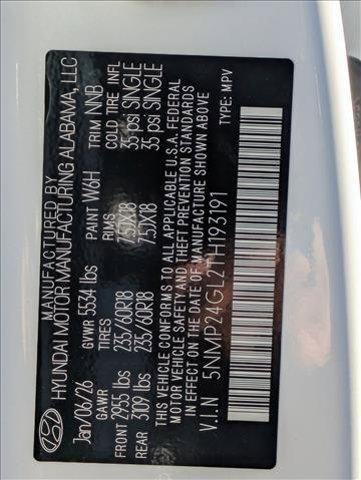 MANUFACTURED BY
HYUNDAI MOTOR MANUFACTURING ALABAMA, LLC
Jan/06/26 GVWR 5534 lbs PAINT W6H TRIM NNB
GAWR TIRES RIMS COLD TIRE INFL
FRONT 2955 lbs 235/60R18 7.5JX18 35 psi SINGLE
REAR 3109 lbs 235/60R18 7.5JX18 35 psi SINGLE
THIS VEHICLE CONFORMS TO ALL APPLICABLE U.S.A. FEDERAL
MOTOR VEHICLE SAFETY AND THEFT PREVENTION STANDARDS
IN EFFECT ON THE DATE OF MANUFACTURE SHOWN ABOVE
V.I.N
TYPE: MPV